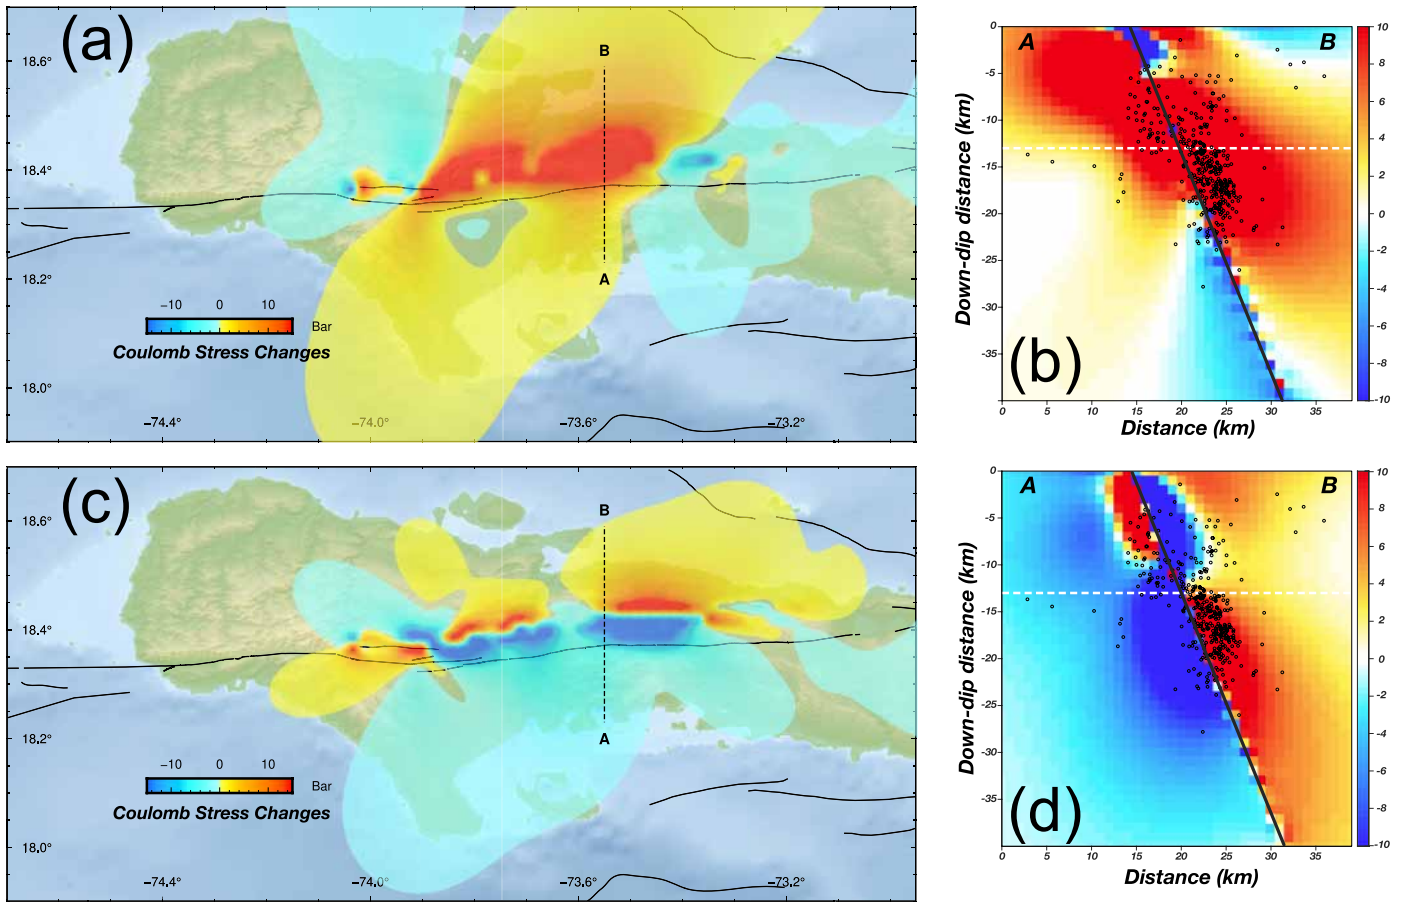 (a)
18.6°
18.4°
18.2°
18.0°
B
A
−10 0 10
Bar
Coulomb Stress Changes
−74.4° −74.0° −73.6° −73.2°
(b)
A B
0
-5
-10
-15
-20
-25
-30
-35
Down-dip distance (km)
0 5 10 15 20 25 30 35
Distance (km)
10
8
6
4
2
0
-2
-4
-6
-8
-10
(c)
18.6°
18.4°
18.2°
18.0°
B
A
−10 0 10
Bar
Coulomb Stress Changes
−74.4° −74.0° −73.6° −73.2°
(d)
A B
0
-5
-10
-15
-20
-25
-30
-35
Down-dip distance (km)
0 5 10 15 20 25 30 35
Distance (km)
10
8
6
4
2
0
-2
-4
-6
-8
-10